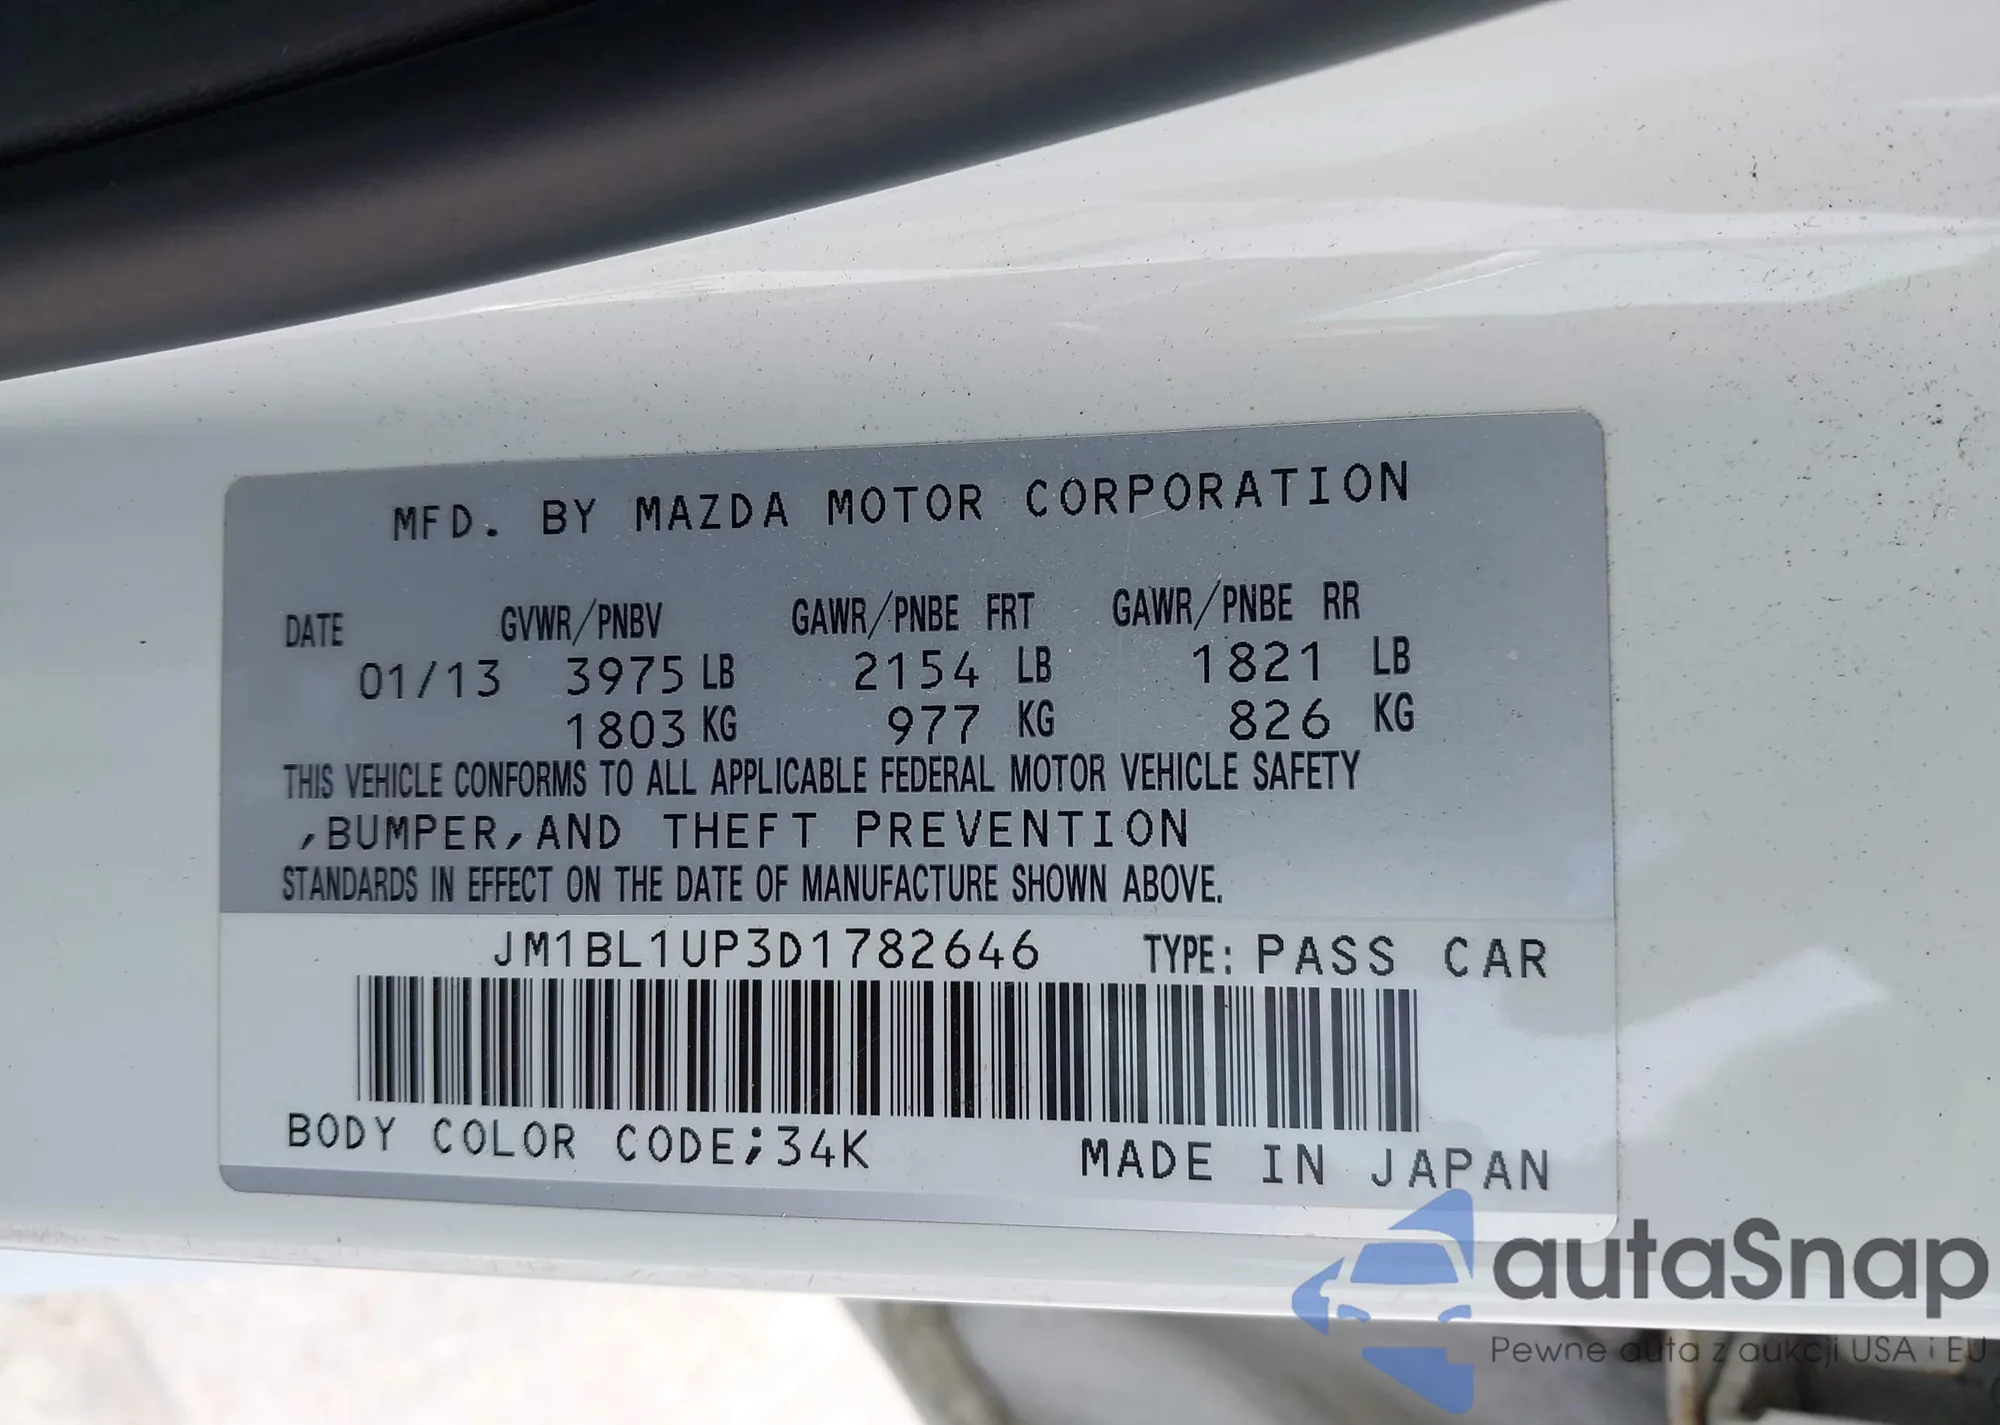 MFD. BY MAZDA MOTOR CORPORATION
DATE GVWR/PNBV GAWR/PNBE FRT GAWR/PNBE RR
01/13 3975 LB 2154 LB 1821 LB
1803 KG 977 KG 826 KG
THIS VEHICLE CONFORMS TO ALL APPLICABLE FEDERAL MOTOR VEHICLE SAFETY
,BUMPER,AND THEFT PREVENTION
STANDARDS IN EFFECT ON THE DATE OF MANUFACTURE SHOWN ABOVE.
JM1BL1UP3D1782646 TYPE: PASS CAR
BODY COLOR CODE;34K MADE IN JAPAN
autaSnap
Pewne auta z aukcji USA i EU